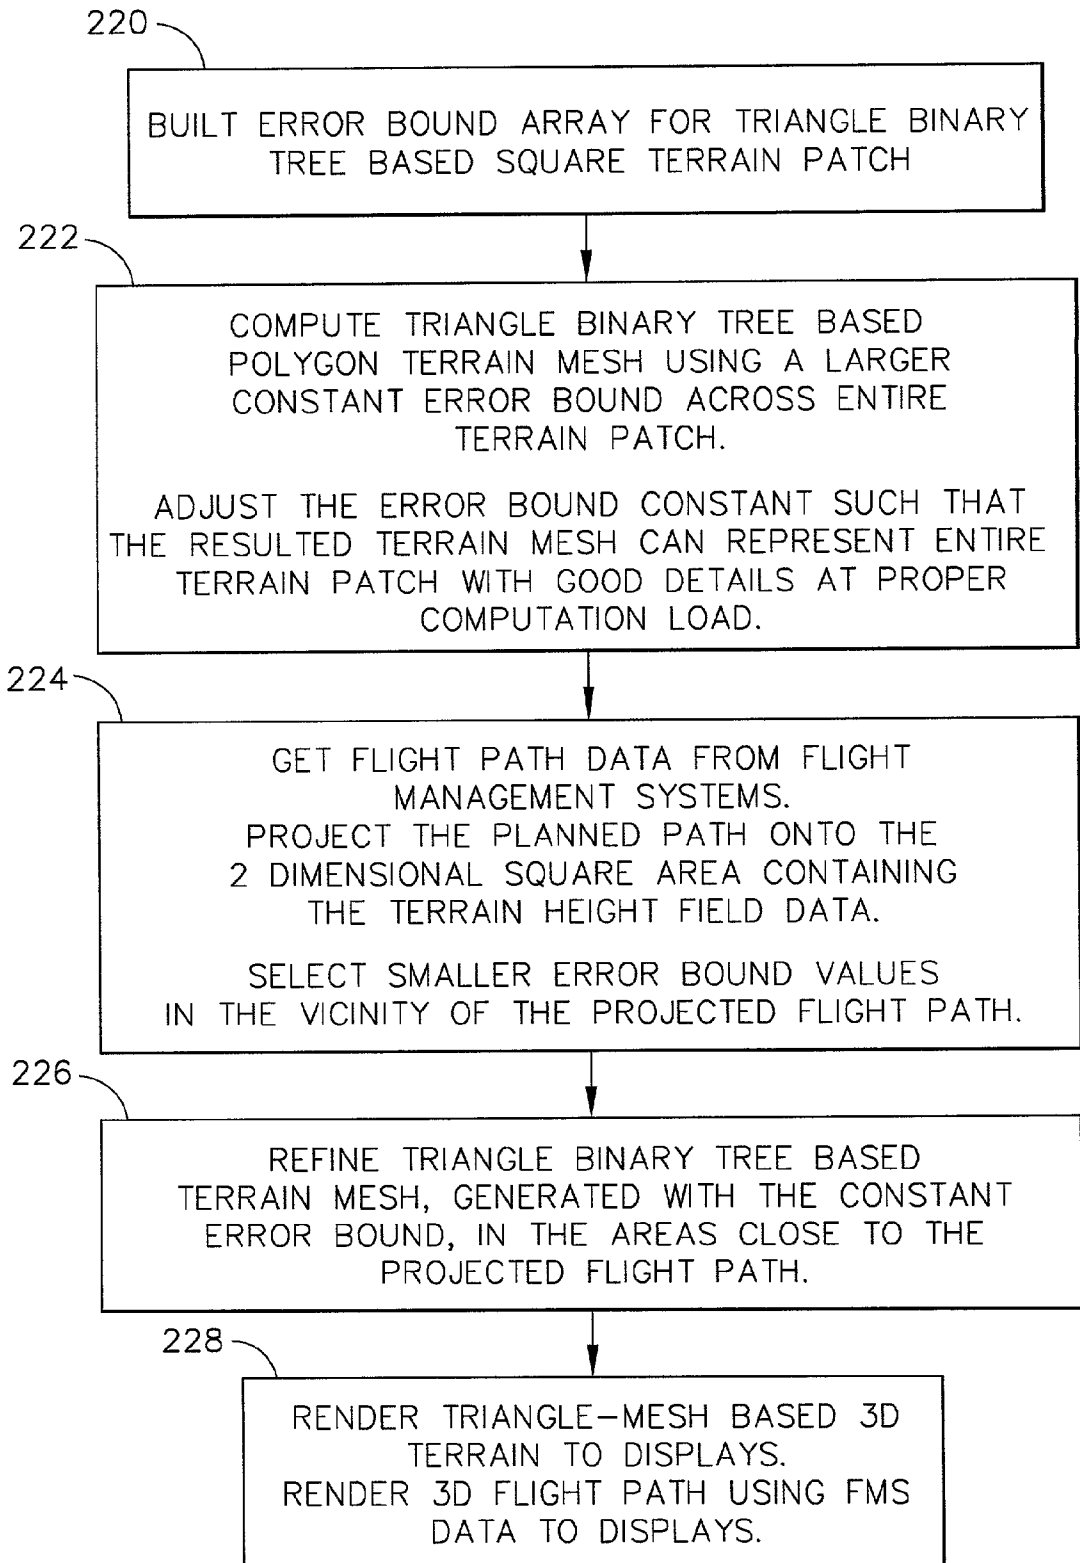 220
BUILT ERROR BOUND ARRAY FOR TRIANGLE BINARY
TREE BASED SQUARE TERRAIN PATCH
222
COMPUTE TRIANGLE BINARY TREE BASED
POLYGON TERRAIN MESH USING A LARGER
CONSTANT ERROR BOUND ACROSS ENTIRE
TERRAIN PATCH.
ADJUST THE ERROR BOUND CONSTANT SUCH THAT
THE RESULTED TERRAIN MESH CAN REPRESENT ENTIRE
TERRAIN PATCH WITH GOOD DETAILS AT PROPER
COMPUTATION LOAD.
224
GET FLIGHT PATH DATA FROM FLIGHT
MANAGEMENT SYSTEMS.
PROJECT THE PLANNED PATH ONTO THE
2 DIMENSIONAL SQUARE AREA CONTAINING
THE TERRAIN HEIGHT FIELD DATA.
SELECT SMALLER ERROR BOUND VALUES
IN THE VICINITY OF THE PROJECTED FLIGHT PATH.
226
REFINE TRIANGLE BINARY TREE BASED
TERRAIN MESH, GENERATED WITH THE CONSTANT
ERROR BOUND, IN THE AREAS CLOSE TO THE
PROJECTED FLIGHT PATH.
228
RENDER TRIANGLE-MESH BASED 3D
TERRAIN TO DISPLAYS.
RENDER 3D FLIGHT PATH USING FMS
DATA TO DISPLAYS.